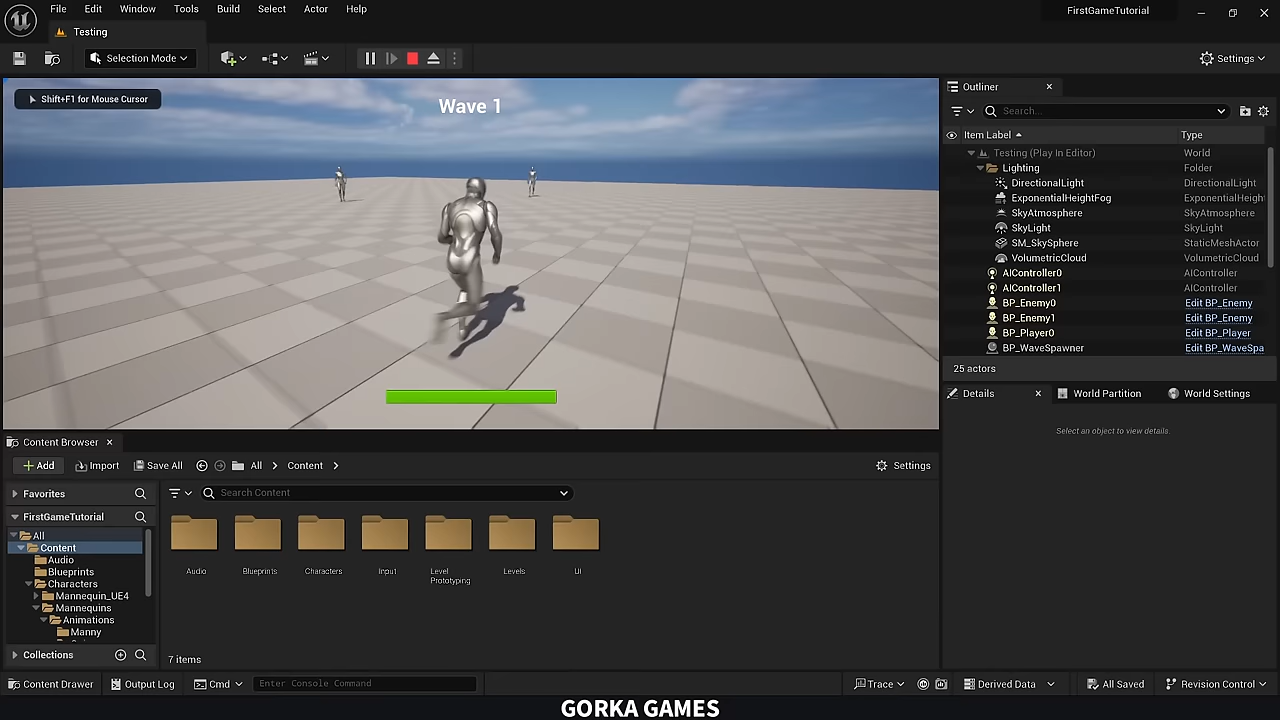 File Edit Window Tools Build Select Actor Help
FirstGameTutorial
Testing
Selection Mode
Settings
Shift+F1 for Mouse Cursor
Wave 1
Outliner
Search...
Item Label Type
Testing (Play In Editor) World
Lighting Folder
DirectionalLight DirectionalLight
ExponentialHeightFog ExponentialHeigh
SkyAtmosphere SkyAtmosphere
SkyLight SkyLight
SM_SkySphere StaticMeshActor
VolumetricCloud VolumetricCloud
AIController0 AIController
AIController1 AIController
BP_Enemy0 Edit BP_Enemy
BP_Enemy1 Edit BP_Enemy
BP_Player0 Edit BP_Player
BP_WaveSpawner Edit BP_WaveSpa
25 actors
Details World Partition World Settings
Select an object to view details.
Content Browser
Add Import Save All All Content Settings
Favorites
Search Content
FirstGameTutorial
All
Content
Audio
Blueprints
Characters
Mannequin_UE4
Mannequins
Animations
Manny
Audio Blueprints Characters Input Level Prototyping Levels UI
Collections
7 items
Content Drawer Output Log Cmd Enter Console Command Trace Derived Data All Saved Revision Control
GORKA GAMES